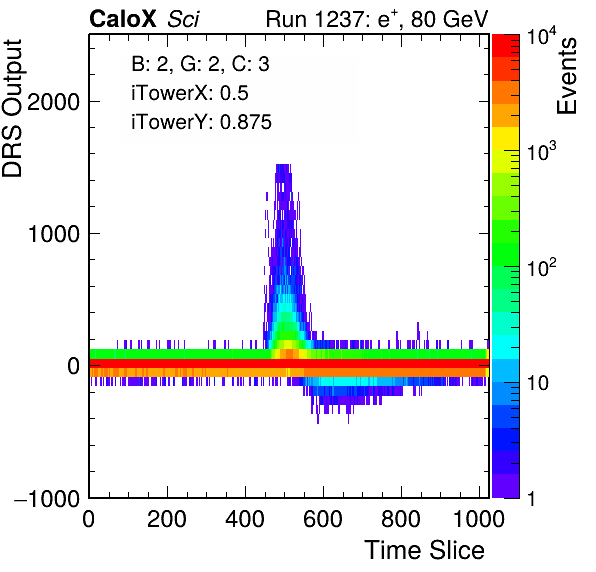 CaloX Sci Run 1237: e⁺, 80 GeV
B: 2, G: 2, C: 3
iTowerX: 0.5
iTowerY: 0.875
DRS Output
2000
1000
0
−1000
0 200 400 600 800 1000
Time Slice
Events
10⁴
10³
10²
10
1